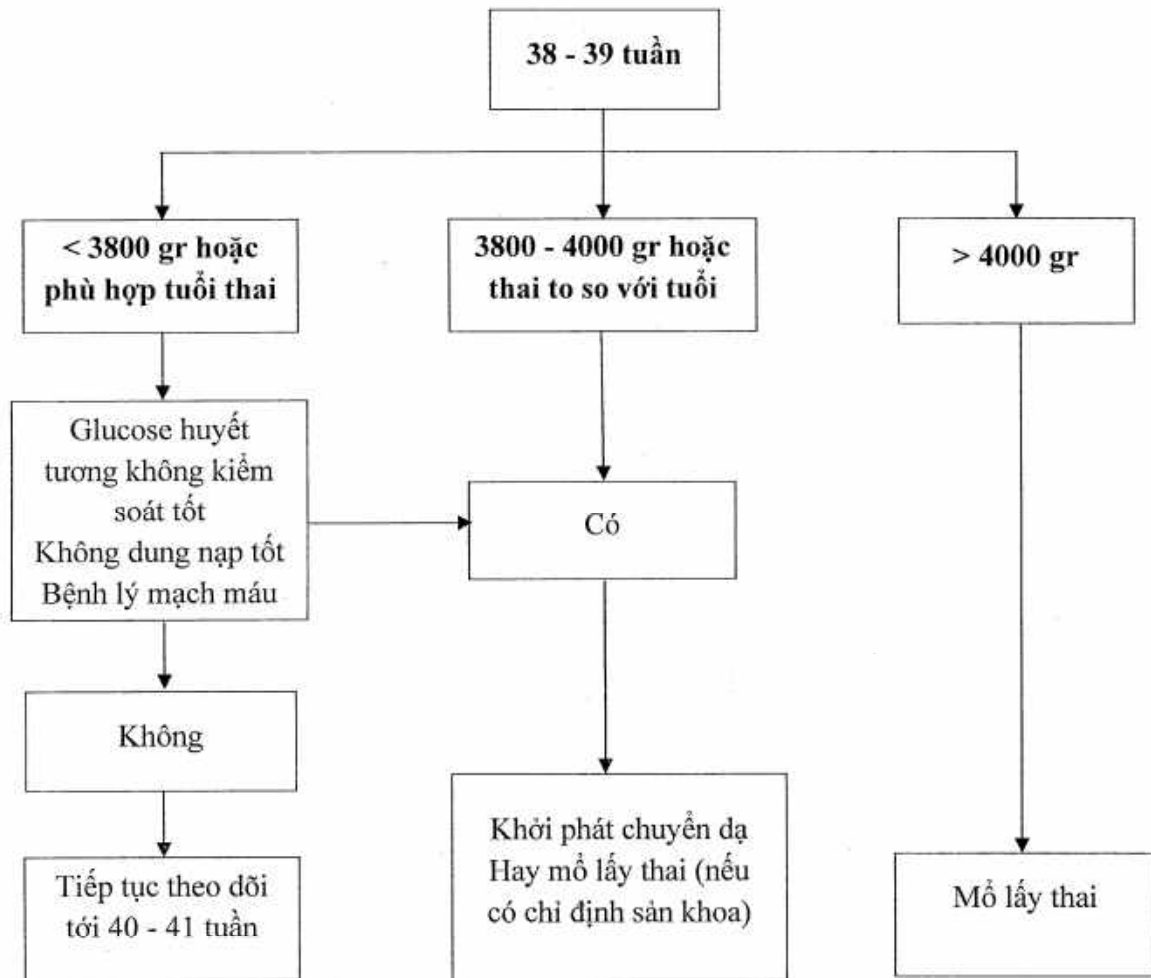 38 - 39 tuần
< 3800 gr hoặc
phù hợp tuổi thai
3800 - 4000 gr hoặc
thai to so với tuổi
> 4000 gr
Glucose huyết
tương không kiểm
soát tốt
Không dung nạp tốt
Bệnh lý mạch máu
Có
Không
Khởi phát chuyển dạ
Hay mổ lấy thai (nếu
có chỉ định sản khoa)
Tiếp tục theo dõi
tới 40 - 41 tuần
Mổ lấy thai